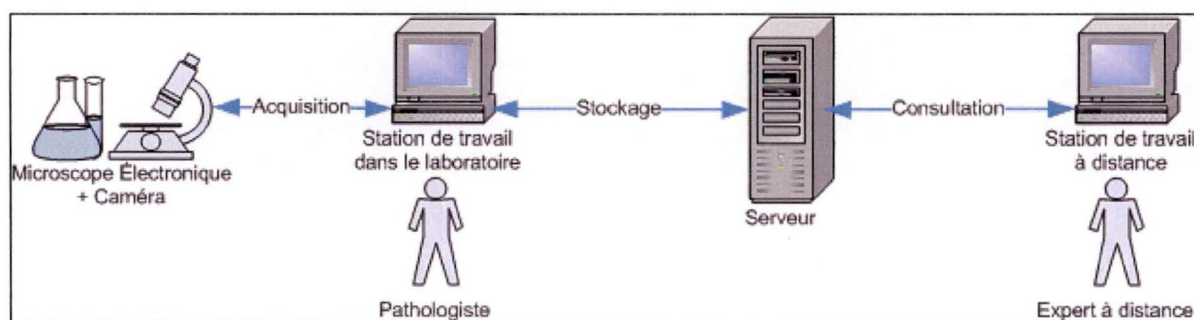 Acquisition
Stockage
Consultation
Microscope Électronique
+ Caméra
Station de travail
dans le laboratoire
Serveur
Station de travail
à distance
Pathologiste
Expert à distance